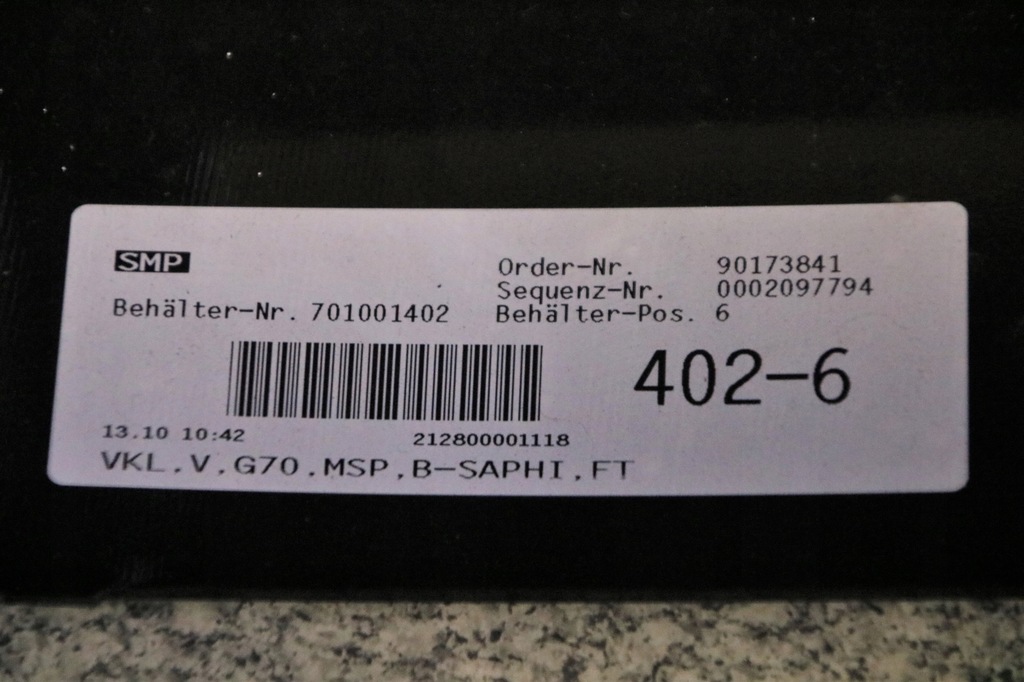 SMP
Order-Nr. 90173841
Sequenz-Nr. 0002097794
Behälter-Nr. 701001402
Behälter-Pos. 6
402-6
13.10 10:42
212800001118
VKL.V.G70.MSP.B-SAPHI.FT